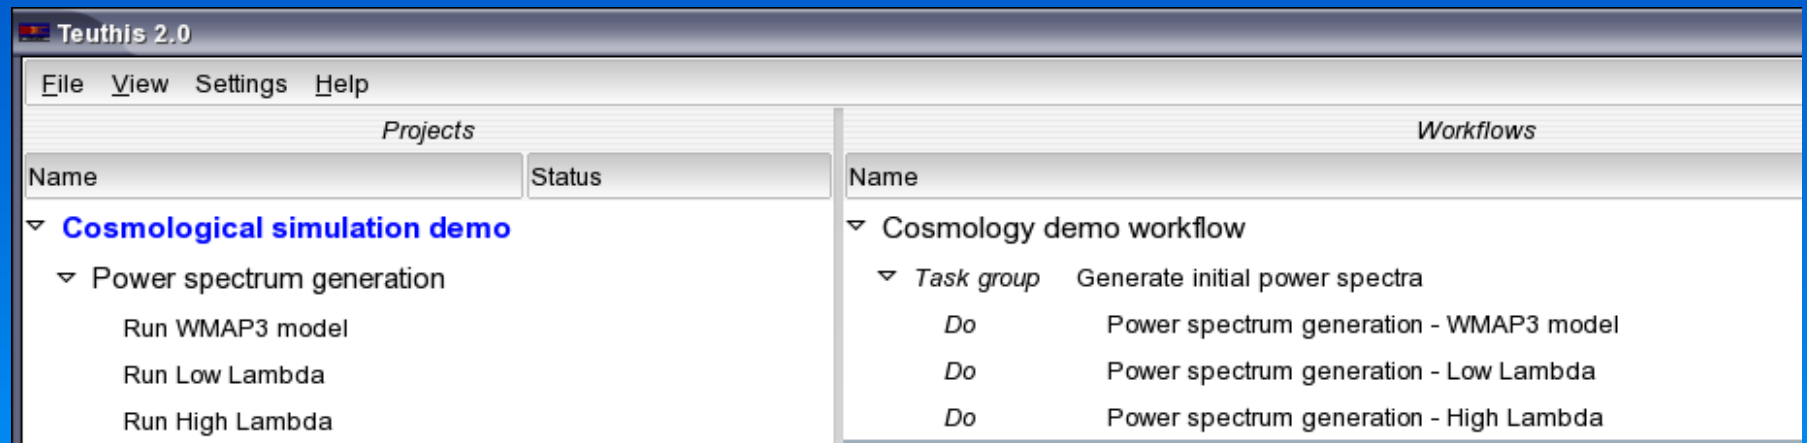 Teuthis 2.0
File View Settings Help
Projects
Name Status
Cosmological simulation demo
Power spectrum generation
Run WMAP3 model
Run Low Lambda
Run High Lambda
Workflows
Name
Cosmology demo workflow
Task group Generate initial power spectra
Do Power spectrum generation - WMAP3 model
Do Power spectrum generation - Low Lambda
Do Power spectrum generation - High Lambda